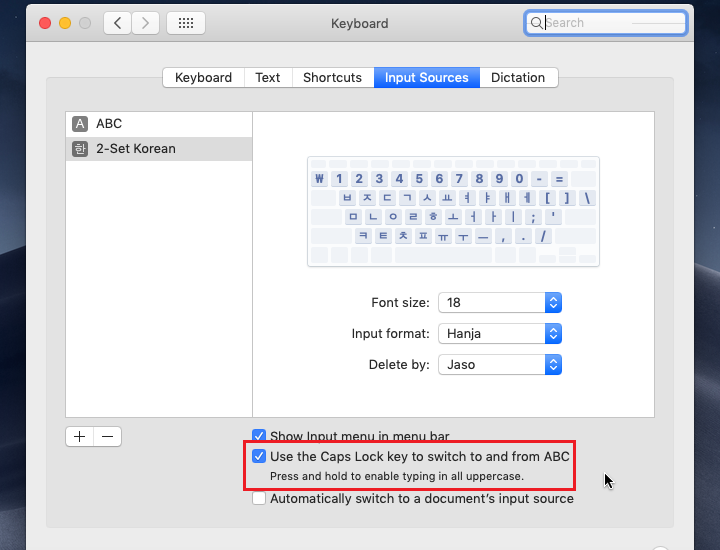 Keyboard
Search
Keyboard Text Shortcuts Input Sources Dictation
A ABC
한 2-Set Korean
₩ 1 2 3 4 5 6 7 8 9 0 - =
ㅂ ㅈ ㄷ ㄱ ㅅ ㅛ ㅕ ㅑ ㅐ ㅔ [ ] \
ㅁ ㄴ ㅇ ㄹ ㅎ ㅗ ㅓ ㅏ ㅣ ; '
ㅋ ㅌ ㅊ ㅍ ㅠ ㅜ ㅡ , . /
Font size: 18
Input format: Hanja
Delete by: Jaso
Show Input menu in menu bar
Use the Caps Lock key to switch to and from ABC
Press and hold to enable typing in all uppercase.
Automatically switch to a document's input source